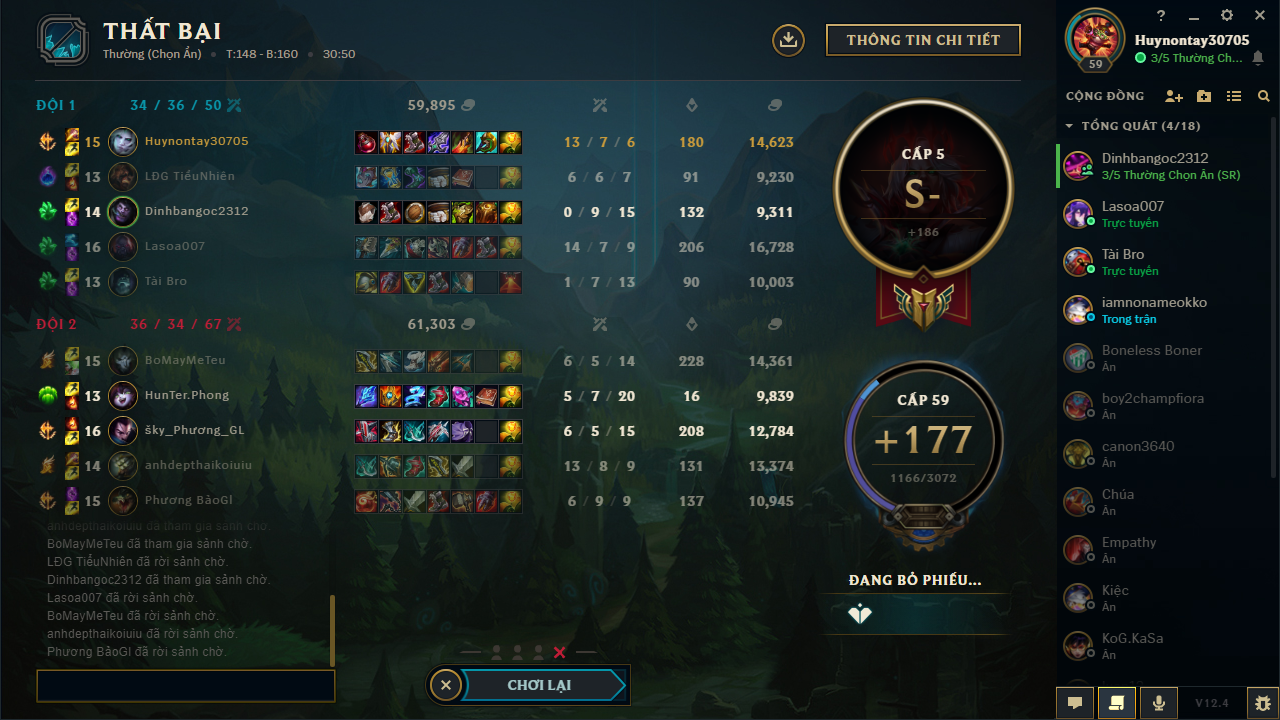 THẤT BẠI
Thường (Chọn Ẩn) • T:148 - B:160 • 30:50
THÔNG TIN CHI TIẾT
ĐỘI 1 34 / 36 / 50 59,895
15 Huynontay30705 13 / 7 / 6 180 14,623
13 LĐG TiểuNhiên 6 / 6 / 7 91 9,230
14 Dinhbangoc2312 0 / 9 / 15 132 9,311
16 Lasoa007 14 / 7 / 9 206 16,728
13 Tài Bro 1 / 7 / 13 90 10,003
ĐỘI 2 36 / 34 / 67 61,303
15 BoMayMeTeu 6 / 5 / 14 228 14,361
13 HunTer.Phong 5 / 7 / 20 16 9,839
16 šky_Phương_GL 6 / 5 / 15 208 12,784
14 anhdepthaikoiuiu 13 / 8 / 9 131 13,374
15 Phương BảoGl 6 / 9 / 9 137 10,945
anhdepthaikoiuiu đã tham gia sảnh chờ.
BoMayMeTeu đã tham gia sảnh chờ.
LĐG TiểuNhiên đã rời sảnh chờ.
Dinhbangoc2312 đã tham gia sảnh chờ.
Lasoa007 đã rời sảnh chờ.
BoMayMeTeu đã rời sảnh chờ.
anhdepthaikoiuiu đã rời sảnh chờ.
Phương BảoGl đã rời sảnh chờ.
CHƠI LẠI
CẤP 5
S-
+186
CẤP 59
+177
1166/3072
ĐANG BỎ PHIẾU...
?
59
Huynontay30705
3/5 Thường Ch...
CỘNG ĐỒNG
TỔNG QUÁT (4/18)
Dinhbangoc2312
3/5 Thường Chọn Ẩn (SR)
Lasoa007
Trực tuyến
Tài Bro
Trực tuyến
iamnonameokko
Trong trận
Boneless Boner
Ẩn
boy2champfiora
Ẩn
canon3640
Ẩn
Chúa
Ẩn
Empathy
Ẩn
Kiệc
Ẩn
KoG.KaSa
Ẩn
V12.4